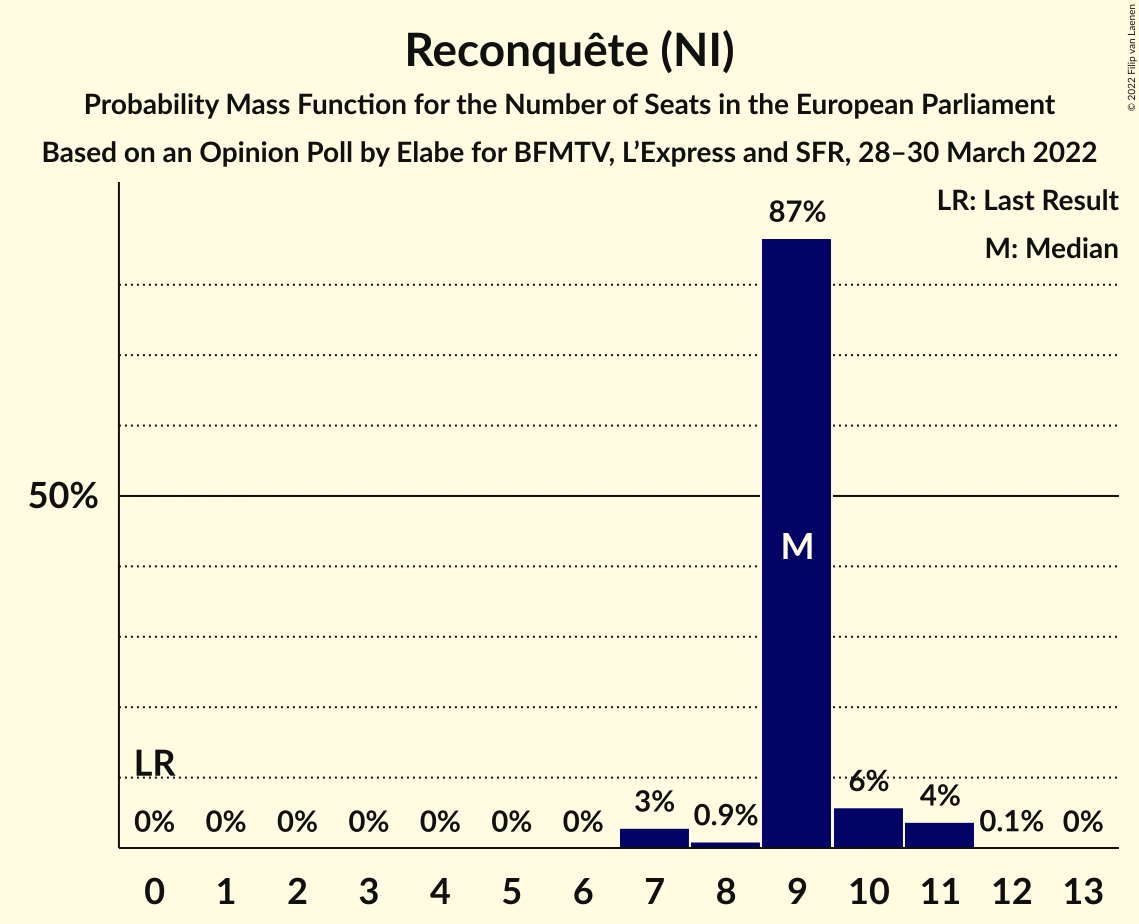 Reconquête (NI)
Probability Mass Function for the Number of Seats in the European Parliament
Based on an Opinion Poll by Elabe for BFMTV, L’Express and SFR, 28–30 March 2022
© 2022 Filip van Laenen
LR: Last Result
M: Median
87%
50%
M
LR
0% 0% 0% 0% 0% 0% 0% 3% 0.9% 6% 4% 0.1% 0%
0 1 2 3 4 5 6 7 8 9 10 11 12 13